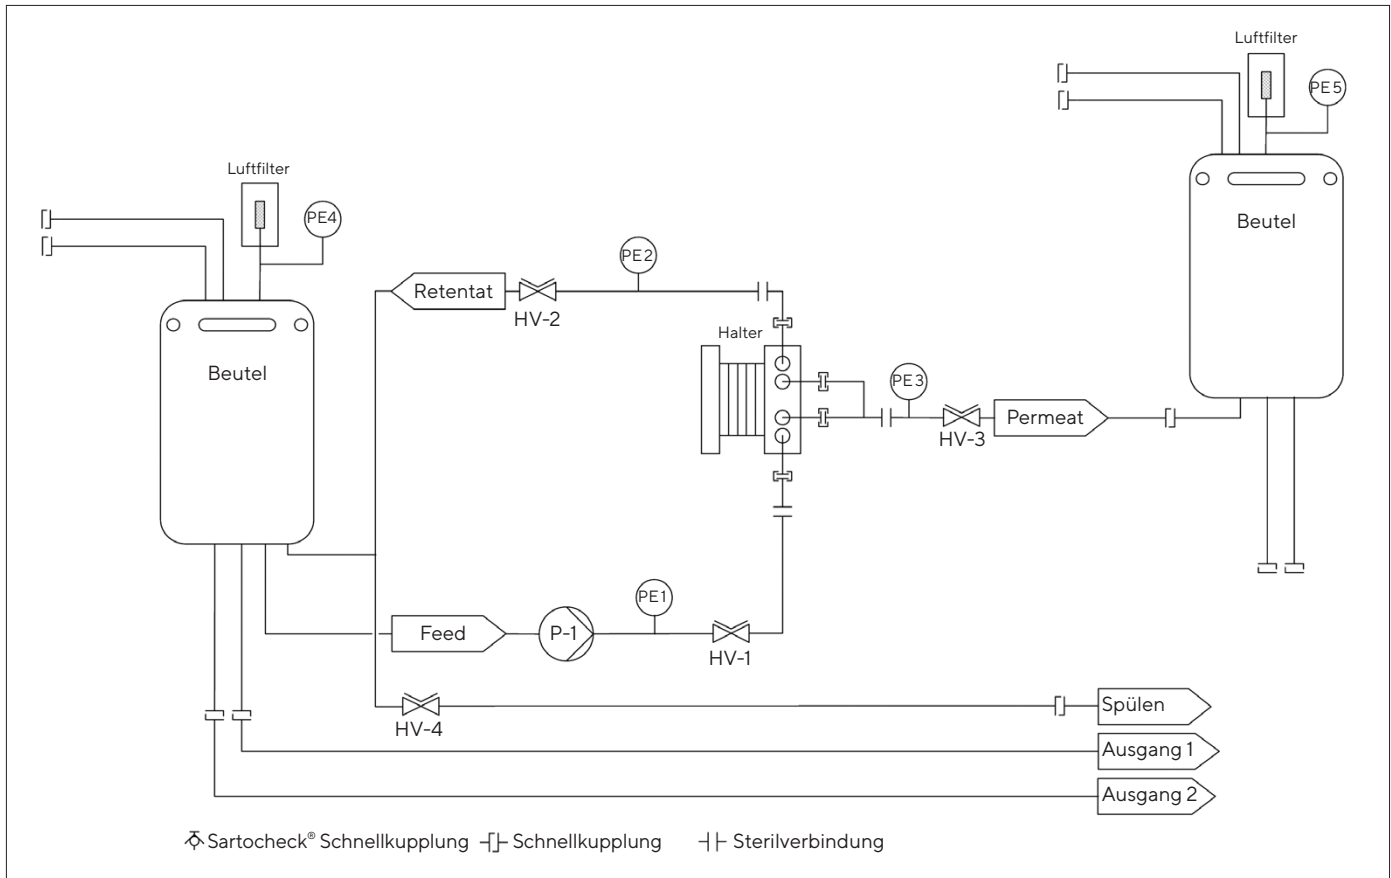 Luftfilter
PE5
Luftfilter
PE4
Beutel
PE2
Retentat
HV-2
Halter
Beutel
PE3
Permeat
HV-3
PE1
Feed
P-1
HV-1
Spülen
HV-4
Ausgang 1
Ausgang 2
Sartocheck® Schnellkupplung Schnellkupplung Sterilverbindung